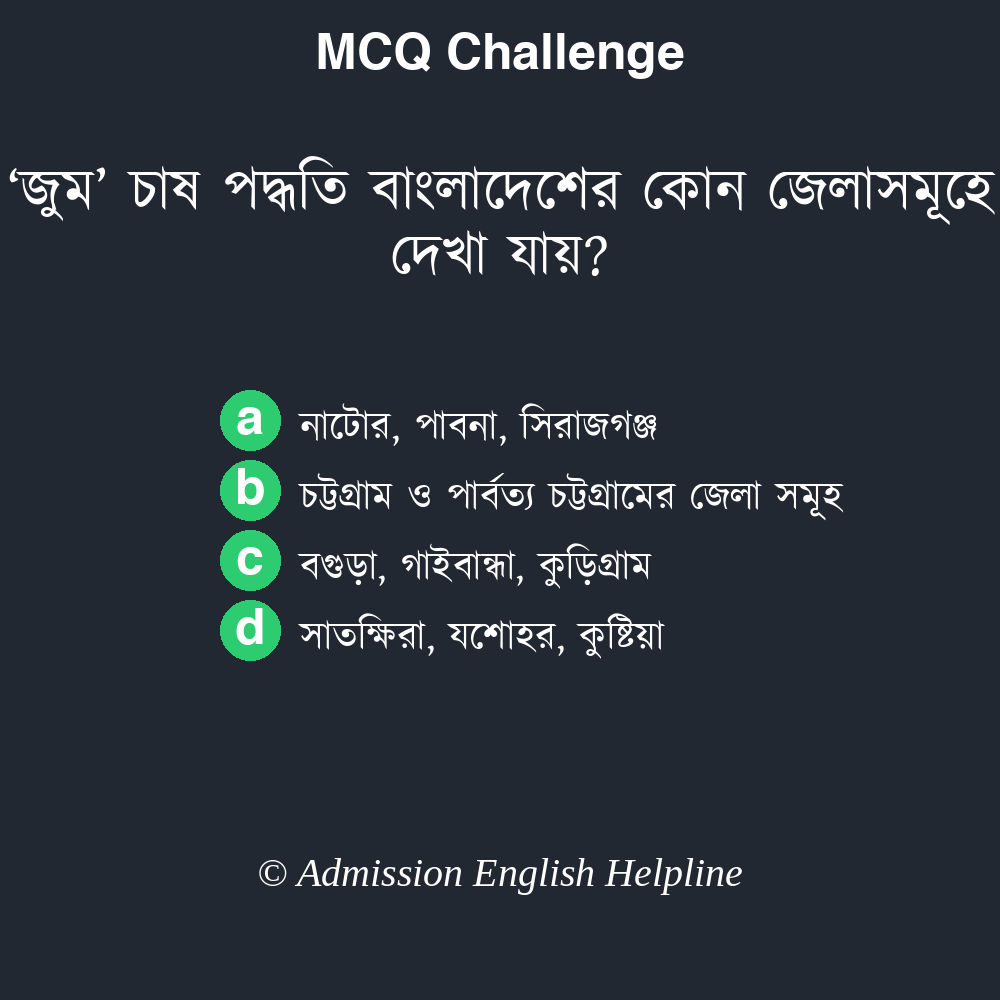 MCQ Challenge
‘জুম’ চাষ পদ্ধতি বাংলাদেশের কোন জেলাসমূহে
দেখা যায়?
a নাটোর, পাবনা, সিরাজগঞ্জ
b চট্টগ্রাম ও পার্বত্য চট্টগ্রামের জেলা সমূহ
c বগুড়া, গাইবান্ধা, কুড়িগ্রাম
d সাতক্ষিরা, যশোহর, কুষ্টিয়া
© Admission English Helpline